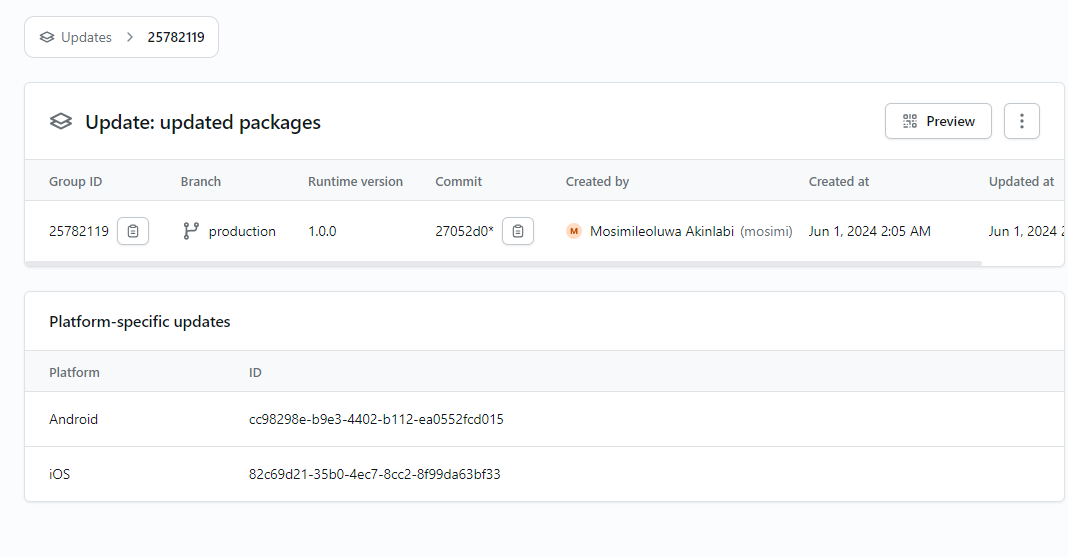 Updates > 25782119
Update: updated packages
Preview
Group ID Branch Runtime version Commit Created by Created at Updated at
25782119 production 1.0.0 27052d0* M Mosimileoluwa Akinlabi (mosimi) Jun 1, 2024 2:05 AM Jun 1, 2024
Platform-specific updates
Platform ID
Android cc98298e-b9e3-4402-b112-ea0552fcd015
iOS 82c69d21-35b0-4ec7-8cc2-8f99da63bf33